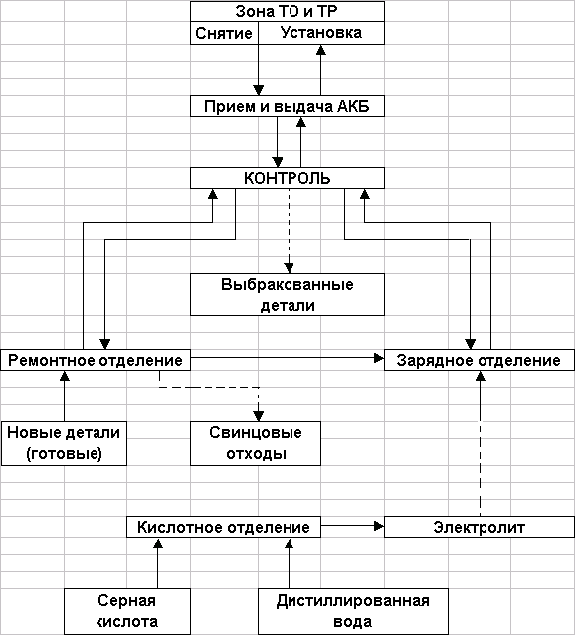 Зона ТО и ТР
Снятие Установка
Прием и выдача АКБ
КОНТРОЛЬ
Выбраксванные
детали
Ремонтное отделение Зарядное отделение
Новые детали
(готовые)
Свинцовые
отходы
Кислотное отделение Электролит
Серная
кислота
Дистиллированная
вода